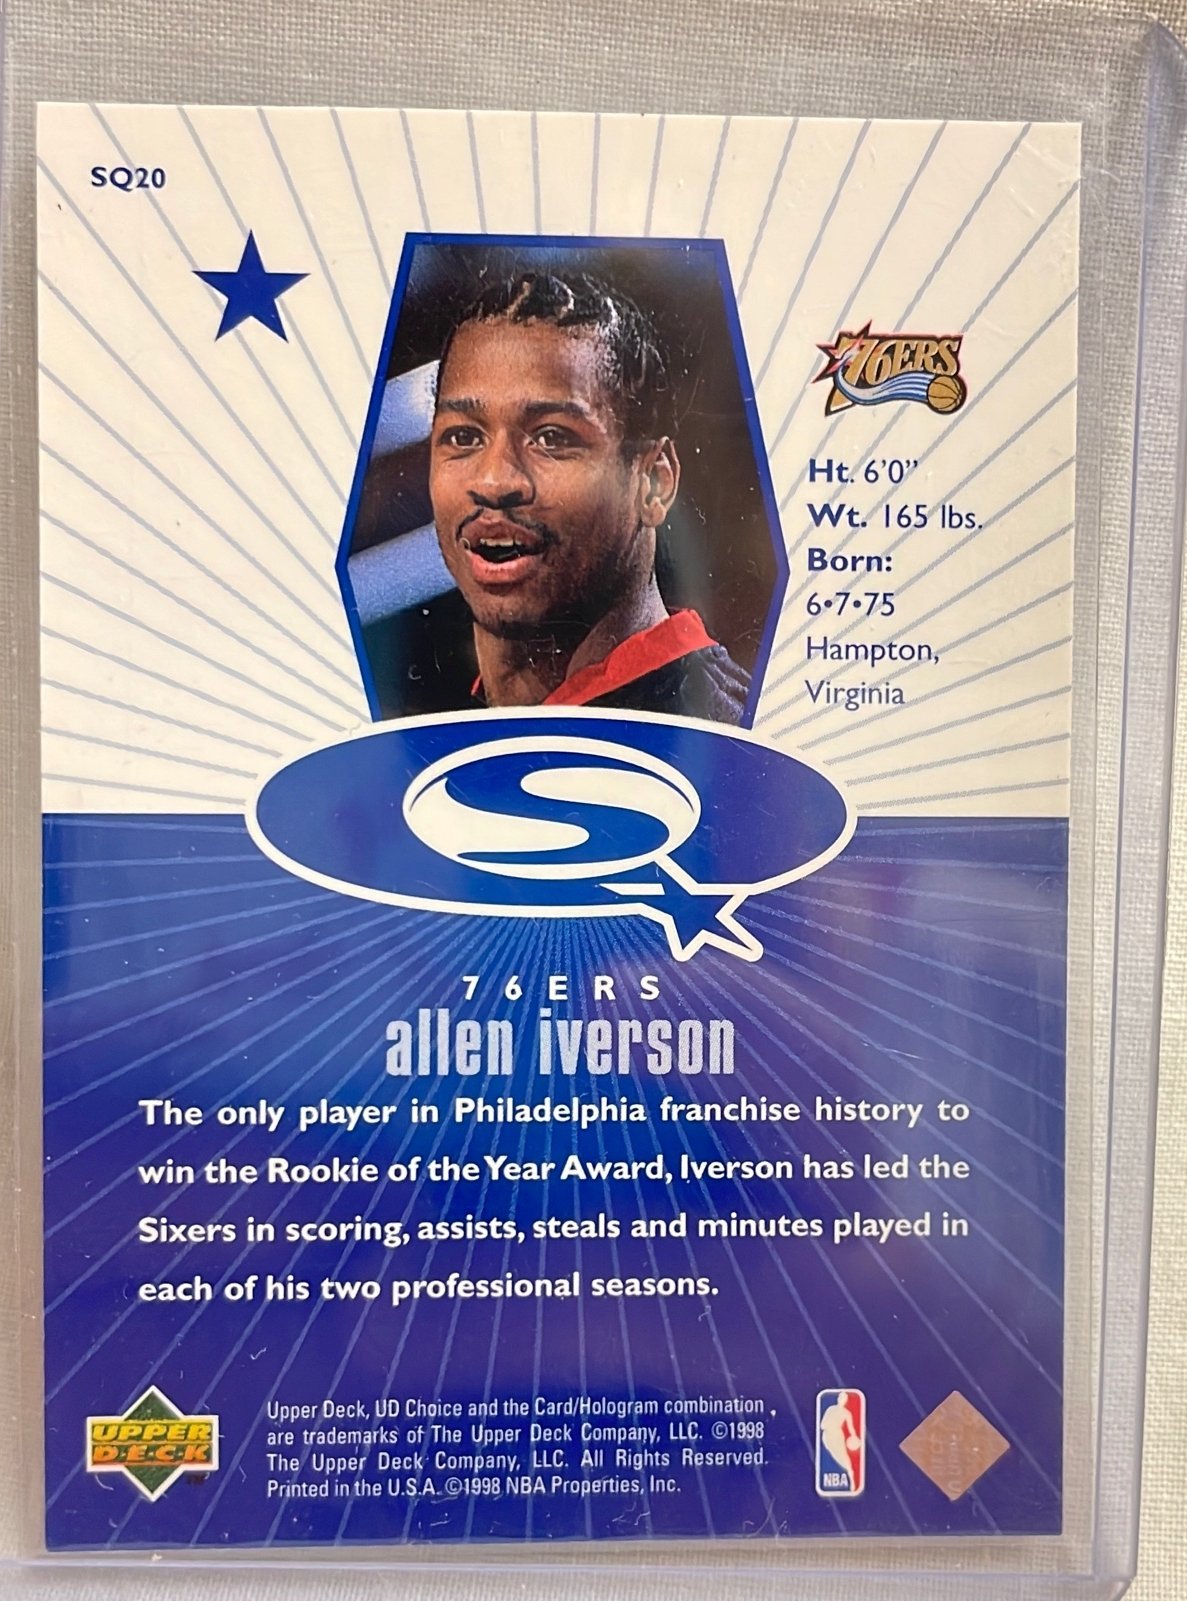 SQ20
76ERS
Ht. 6'0"
Wt. 165 lbs.
Born:
6•7•75
Hampton,
Virginia
S
76ERS
allen iverson
The only player in Philadelphia franchise history to
win the Rookie of the Year Award, Iverson has led the
Sixers in scoring, assists, steals and minutes played in
each of his two professional seasons.
UPPER
DECK
Upper Deck, UD Choice and the Card/Hologram combination
are trademarks of The Upper Deck Company, LLC. ©1998
The Upper Deck Company, LLC. All Rights Reserved.
Printed in the U.S.A. ©1998 NBA Properties, Inc.
NBA